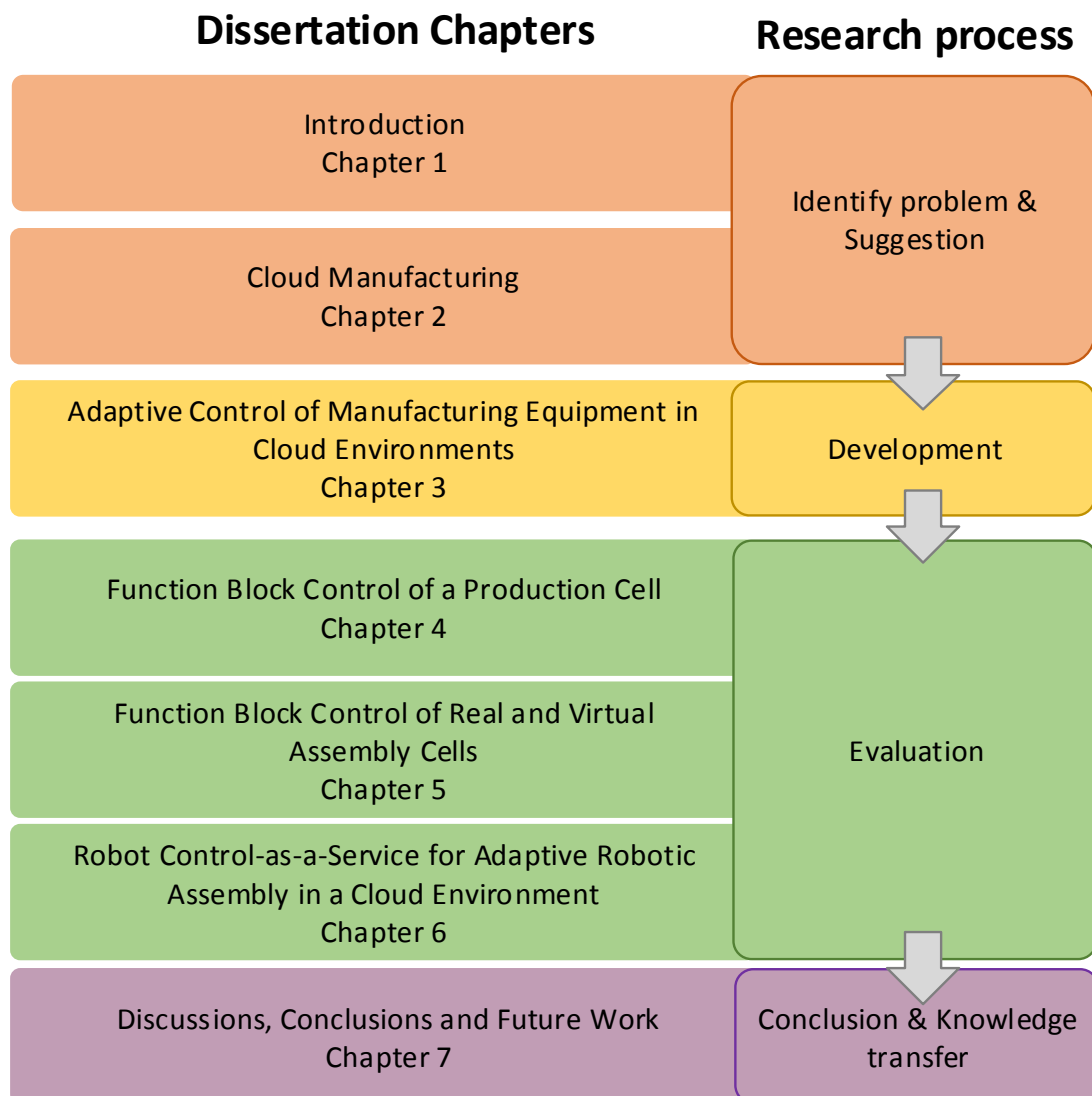 Dissertation Chapters
Research process
Introduction
Chapter 1
Identify problem &
Suggestion
Cloud Manufacturing
Chapter 2
Adaptive Control of Manufacturing Equipment in
Cloud Environments
Chapter 3
Development
Function Block Control of a Production Cell
Chapter 4
Function Block Control of Real and Virtual
Assembly Cells
Chapter 5
Evaluation
Robot Control-as-a-Service for Adaptive Robotic
Assembly in a Cloud Environment
Chapter 6
Discussions, Conclusions and Future Work
Chapter 7
Conclusion & Knowledge
transfer